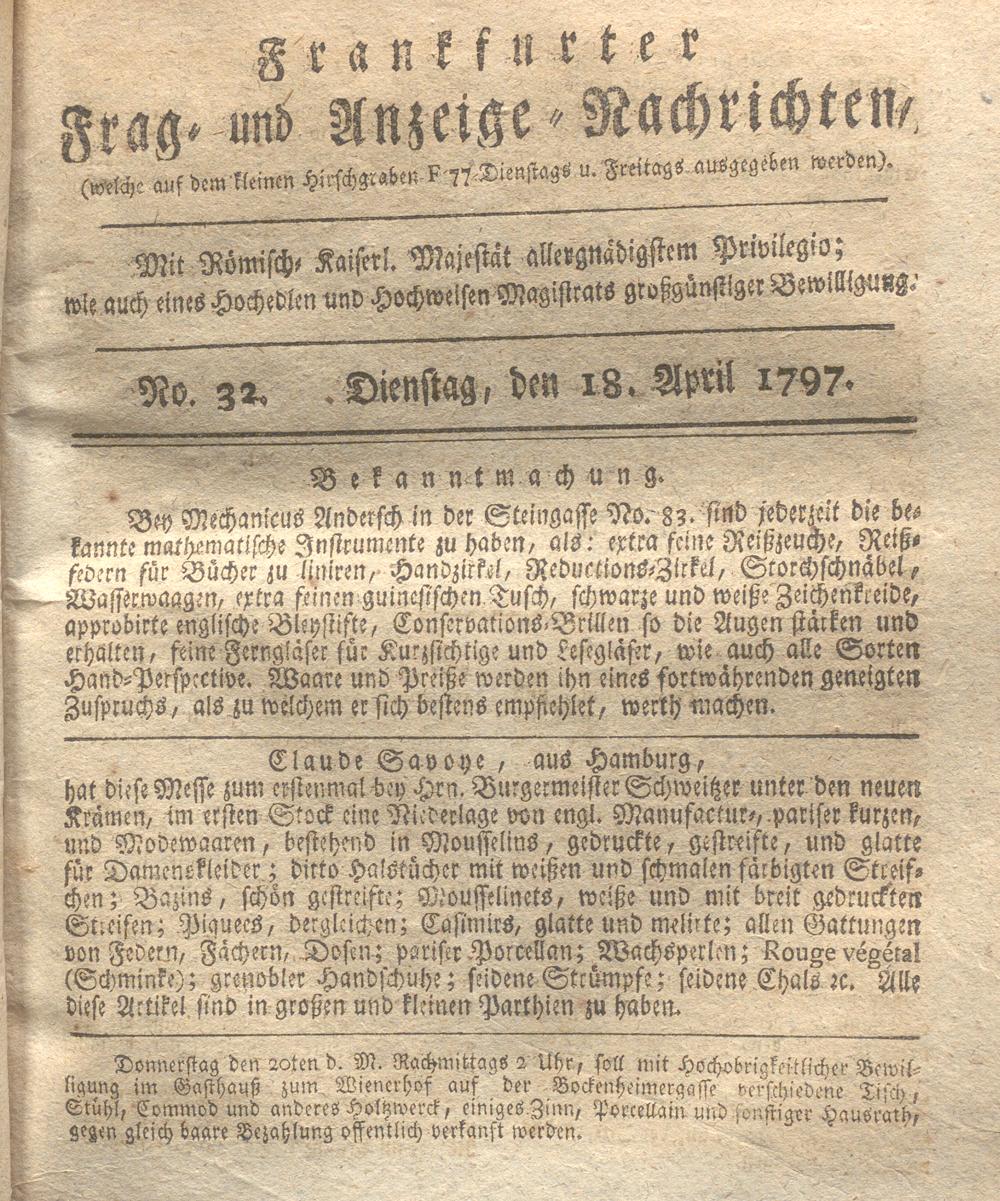 Frankfurter
Frag- und Anzeige-Nachrichten,
(welche auf dem kleinen Hirschgraben F 77 Dienstags u. Freitags ausgegeben werden).
Mit Römisch-Kaiserl. Majestät allergnädigstem Privilegio;
wie auch eines Hochedlen und Hochweisen Magistrats großgünstiger Bewilligung.
No. 32. Dienstag, den 18. April 1797.
Bekanntmachung.
Bey Mechanicus Andersch in der Steingasse No. 83. sind jederzeit die be-
kannte mathematische Instrumente zu haben, als: extra feine Reißzeuche, Reiß-
federn für Bücher zu liniren, Handzirkel, Reductions-Zirkel, Storchschnäbel,
Wasserwaagen, extra feinen guinesischen Tusch, schwarze und weiße Zeichenkreide,
approbirte englische Bleystifte, Conservations-Brillen so die Augen stärken und
erhalten, feine Ferngläser für Kurzsichtige und Lesegläser, wie auch alle Sorten
Hand-Perspective. Waare und Preiße werden ihn eines fortwährenden geneigten
Zuspruchs, als zu welchem er sich bestens empfiehlet, werth machen.
Claude Savoye, aus Hamburg,
hat diese Messe zum erstenmal bey Hrn. Burgermeister Schweitzer unter den neuen
Krämen, im ersten Stock eine Niederlage von engl. Manufactur-, pariser kurzen,
und Modewaaren, bestehend in Mousselins, gedruckte, gestreifte, und glatte
für Damenskleider; ditto Halstücher mit weißen und schmalen färbigten Streif-
chen; Bazins, schön gestreifte; Mousselinets, weiße und mit breit gedruckten
Streifen; Piquees, dergleichen; Casimirs, glatte und melirte; allen Gattungen
von Federn, Fächern, Dosen; pariser Porcellan; Wachsperlen; Rouge végétal
(Schminke); grenobler Handschuhe; seidene Strümpfe; seidene Chals ꝛc. Alle
diese Artikel sind in großen und kleinen Parthien zu haben.
Donnerstag den 20ten d. M. Nachmittags 2 Uhr, soll mit Hochobrigkeitlicher Bewil-
ligung im Gasthauß zum Wienerhof auf der Bockenheimergasse verschiedene Tisch,
Stühl, Commod und anderes Holtzwerck, einiges Zinn, Porcellain und sonstiger Hausrath,
gegen gleich baare Bezahlung offentlich verkauft werden.